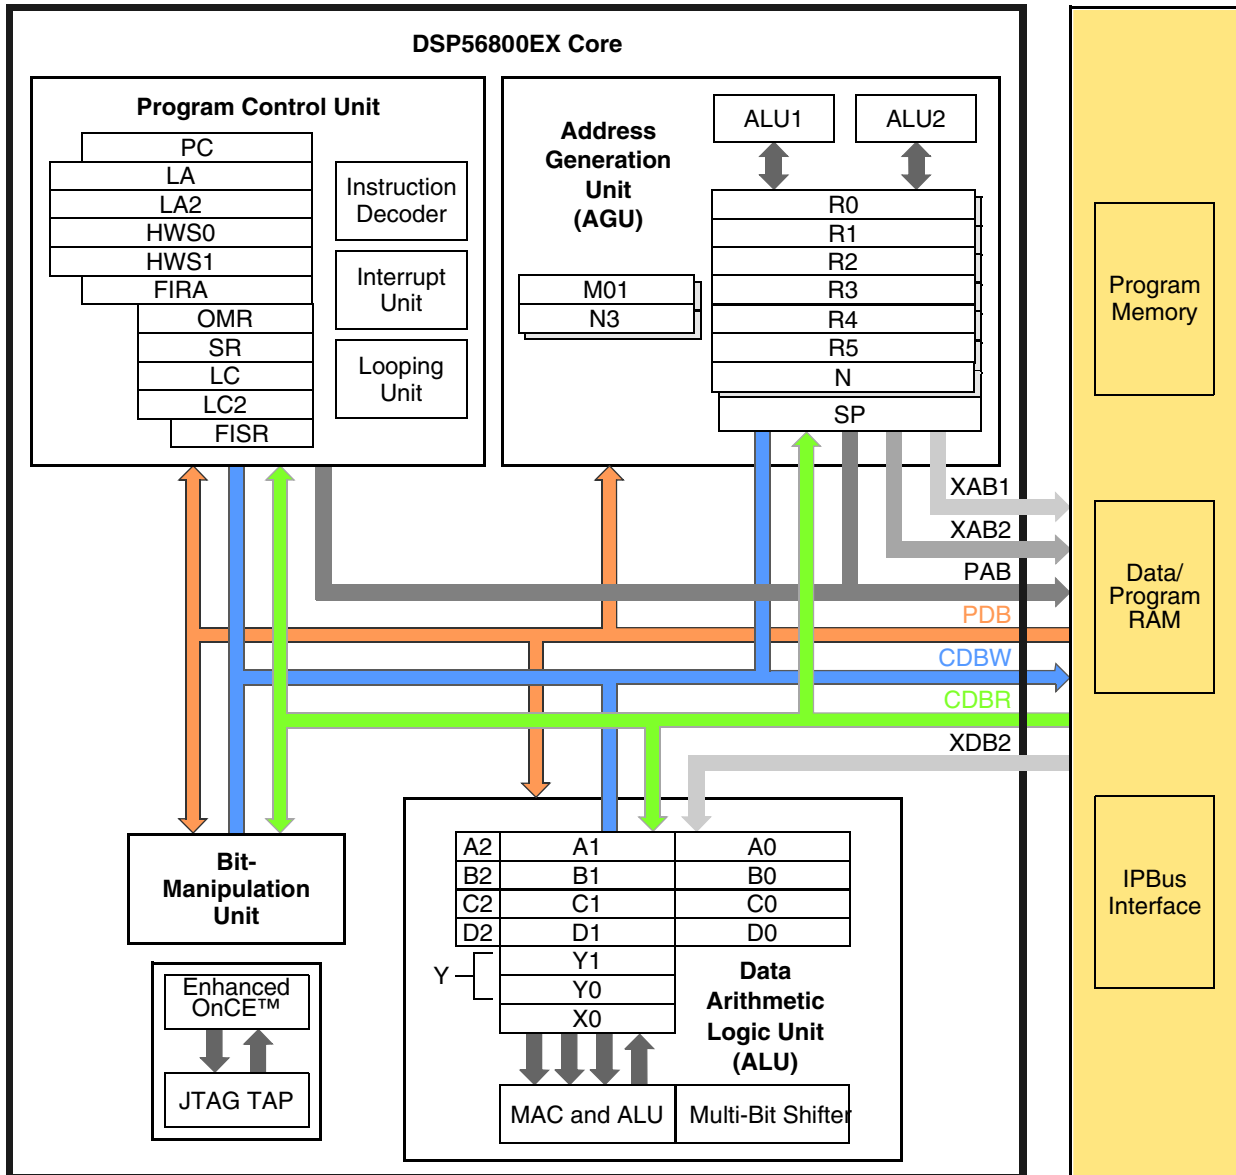 DSP56800EX Core
Program Control Unit
PC
LA
LA2
HWS0
HWS1
FIRA
OMR
SR
LC
LC2
FISR
Instruction
Decoder
Interrupt
Unit
Looping
Unit
Address
Generation
Unit
(AGU)
ALU1
ALU2
R0
R1
R2
R3
R4
R5
N
SP
M01
N3
XAB1
XAB2
PAB
PDB
CDBW
CDBR
XDB2
Program
Memory
Data/
Program
RAM
IPBus
Interface
Bit-
Manipulation
Unit
Enhanced
OnCE™
JTAG TAP
A2 A1 A0
B2 B1 B0
C2 C1 C0
D2 D1 D0
Y
Y1
Y0
X0
Data
Arithmetic
Logic Unit
(ALU)
MAC and ALU
Multi-Bit Shifter